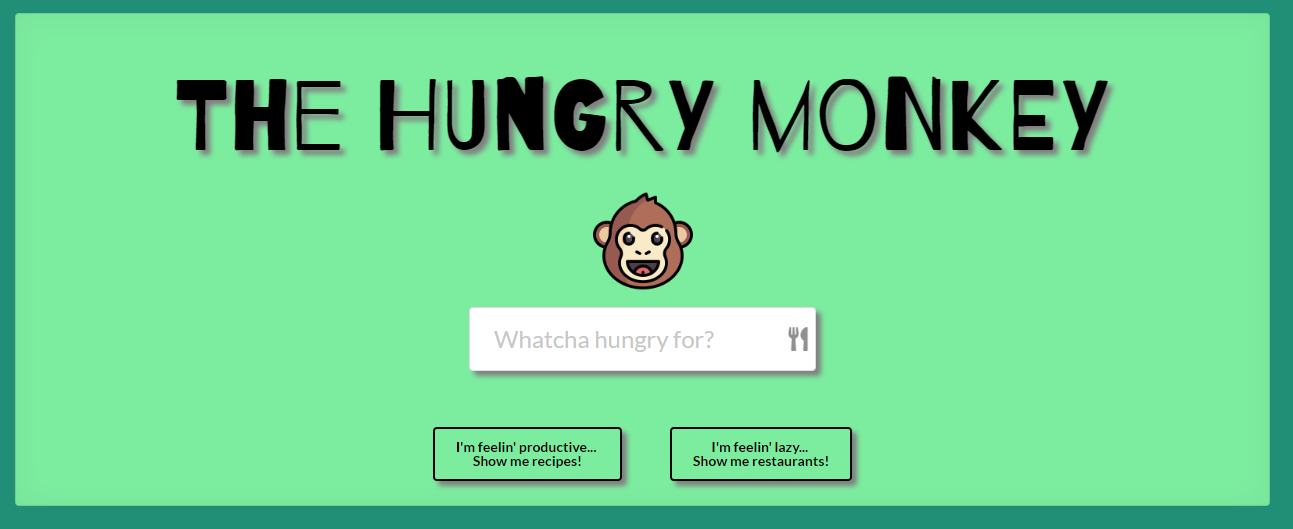 THE HUNGRY MONKEY
Whatcha hungry for?
I'm feelin' productive...
Show me recipes!
I'm feelin' lazy...
Show me restaurants!